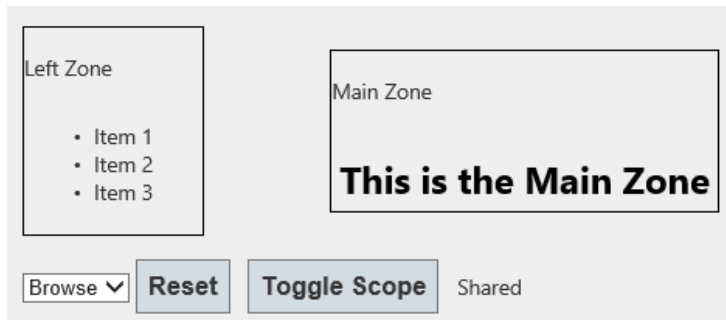 Left Zone
• Item 1
• Item 2
• Item 3
Main Zone
This is the Main Zone
Browse Reset Toggle Scope Shared